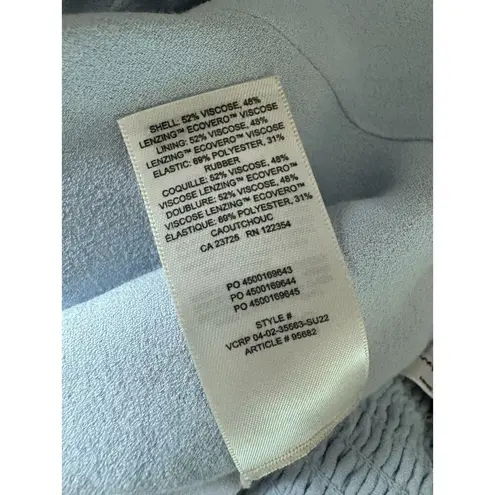 SHELL: 52% VISCOSE, 48%
LENZING™ ECOVERO™ VISCOSE
LINING: 52% VISCOSE, 48%
LENZING™ ECOVERO™ VISCOSE
ELASTIC: 69% POLYESTER, 31%
RUBBER
COQUILLE: 52% VISCOSE, 48%
VISCOSE LENZING™ ECOVERO™
DOUBLURE: 52% VISCOSE, 48%
VISCOSE LENZING™ ECOVERO™
ÉLASTIQUE: 69% POLYESTER, 31%
CAOUTCHOUC
CA 23725 RN 122354
PO 4500169643
PO 4500169644
PO 4500169645
STYLE #
VCRP 04-02-35563-SU22
ARTICLE # 95682